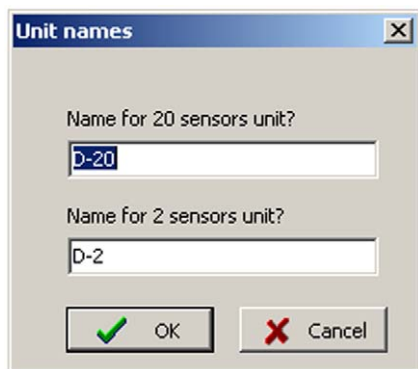 Unit names
Name for 20 sensors unit?
D-20
Name for 2 sensors unit?
D-2
OK Cancel